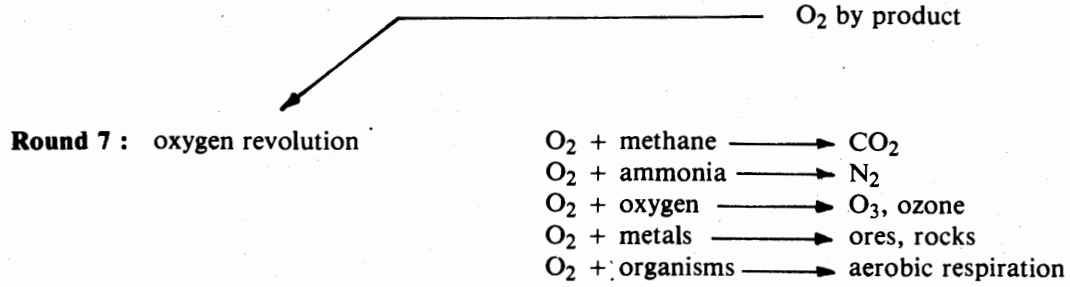 O₂ by product
Round 7 : oxygen revolution
O₂ + methane ⟶ CO₂
O₂ + ammonia ⟶ N₂
O₂ + oxygen ⟶ O₃, ozone
O₂ + metals ⟶ ores, rocks
O₂ + organisms ⟶ aerobic respiration